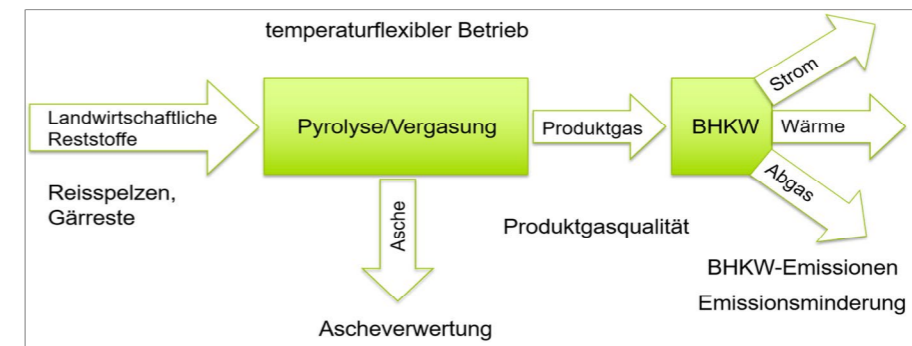 temperaturflexibler Betrieb
Landwirtschaftliche
Reststoffe
Pyrolyse/Vergasung
Produktgas
BHKW
Strom
Wärme
Abgas
Reisspelzen,
Gärreste
Asche
Produktgasqualität
BHKW-Emissionen
Emissionsminderung
Ascheverwertung